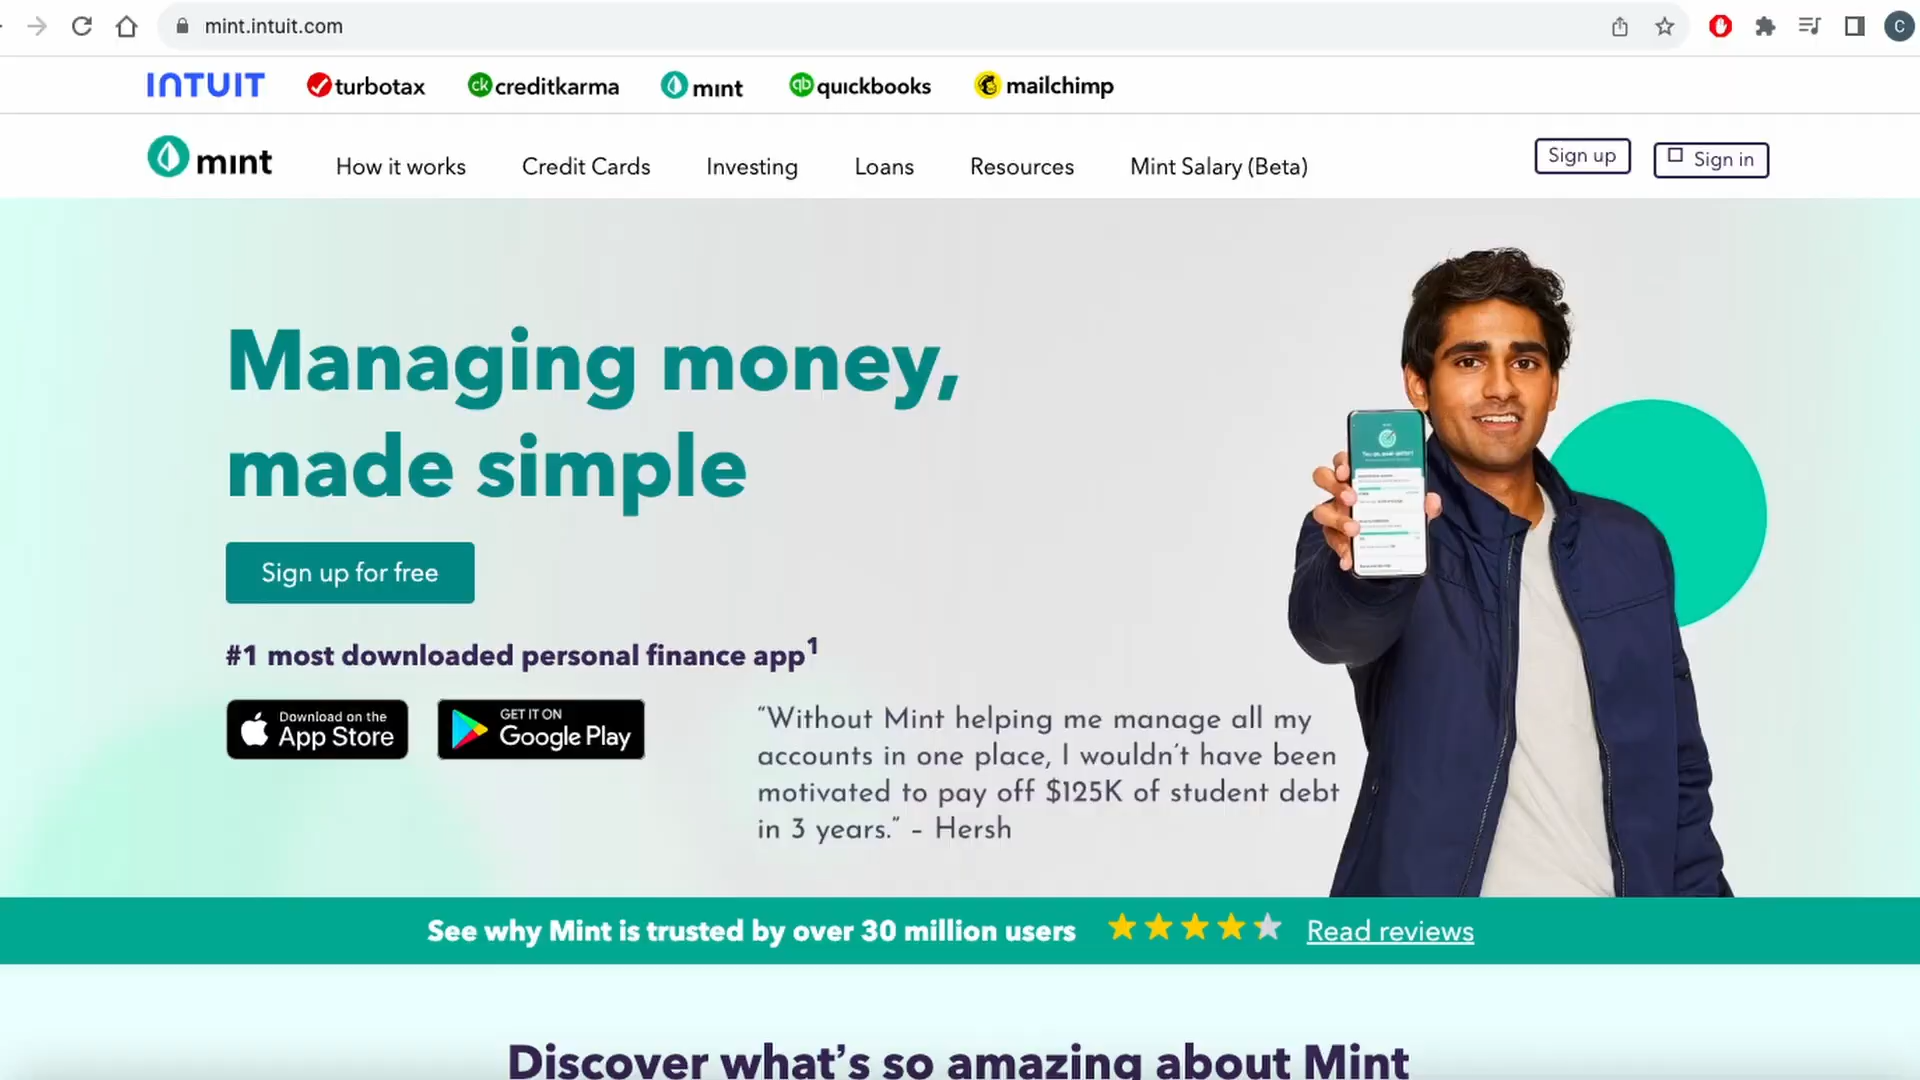 mint.intuit.com
C
INTUIT
turbotax
ck creditkarma
mint
qb quickbooks
mailchimp
mint
How it works
Credit Cards
Investing
Loans
Resources
Mint Salary (Beta)
Sign up
Sign in
Managing money,
made simple
Sign up for free
#1 most downloaded personal finance app1
Download on the
App Store
GET IT ON
Google Play
“Without Mint helping me manage all my
accounts in one place, I wouldn’t have been
motivated to pay off $125K of student debt
in 3 years.” – Hersh
See why Mint is trusted by over 30 million users
Read reviews
Discover what’s so amazing about Mint